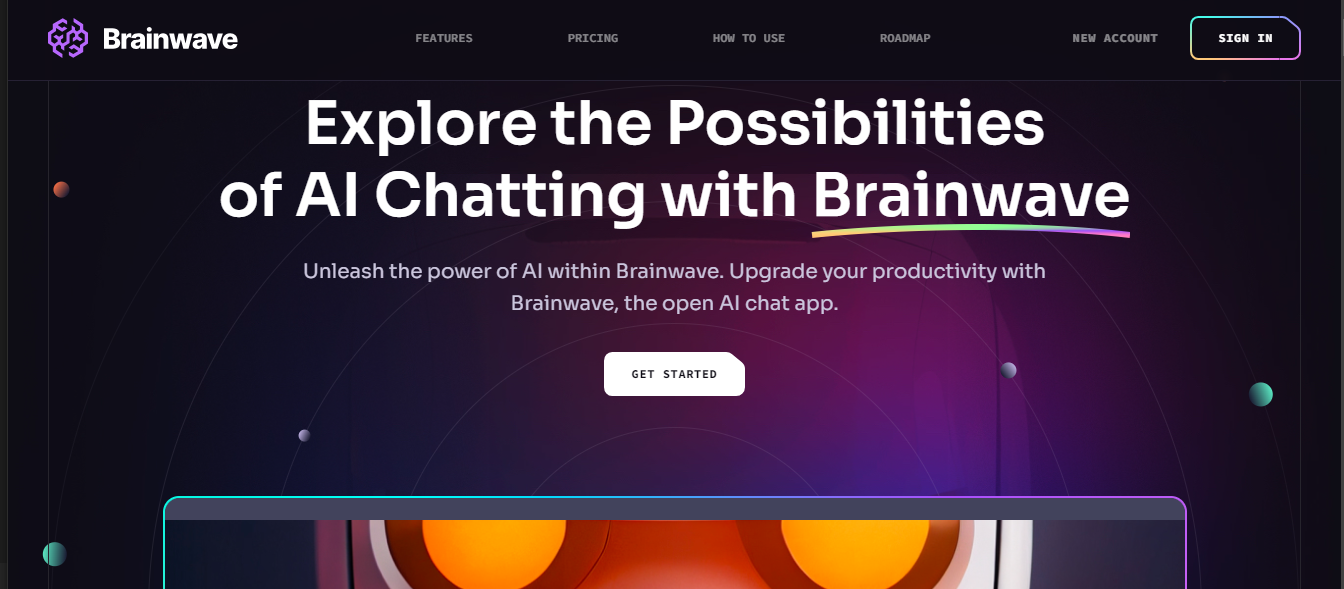 Brainwave
FEATURES
PRICING
HOW TO USE
ROADMAP
NEW ACCOUNT
SIGN IN
Explore the Possibilities
of AI Chatting with Brainwave
Unleash the power of AI within Brainwave. Upgrade your productivity with
Brainwave, the open AI chat app.
GET STARTED